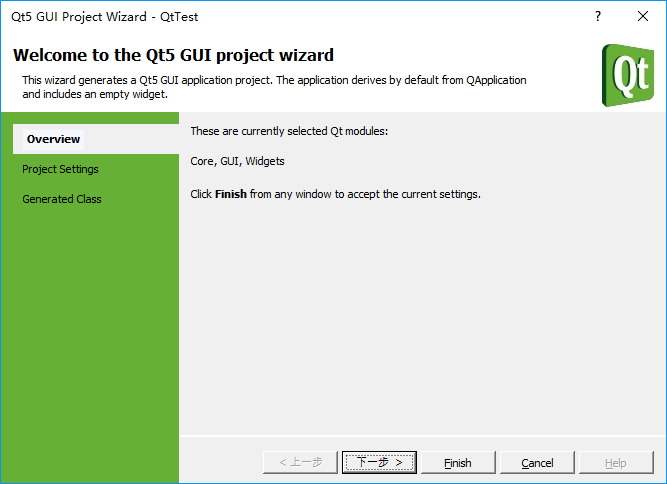 Qt5 GUI Project Wizard - QtTest
?
Welcome to the Qt5 GUI project wizard
This wizard generates a Qt5 GUI application project. The application derives by default from QApplication
and includes an empty widget.
Qt
Overview
Project Settings
Generated Class
These are currently selected Qt modules:
Core, GUI, Widgets
Click Finish from any window to accept the current settings.
< 上一步
下一步 >
Finish
Cancel
Help